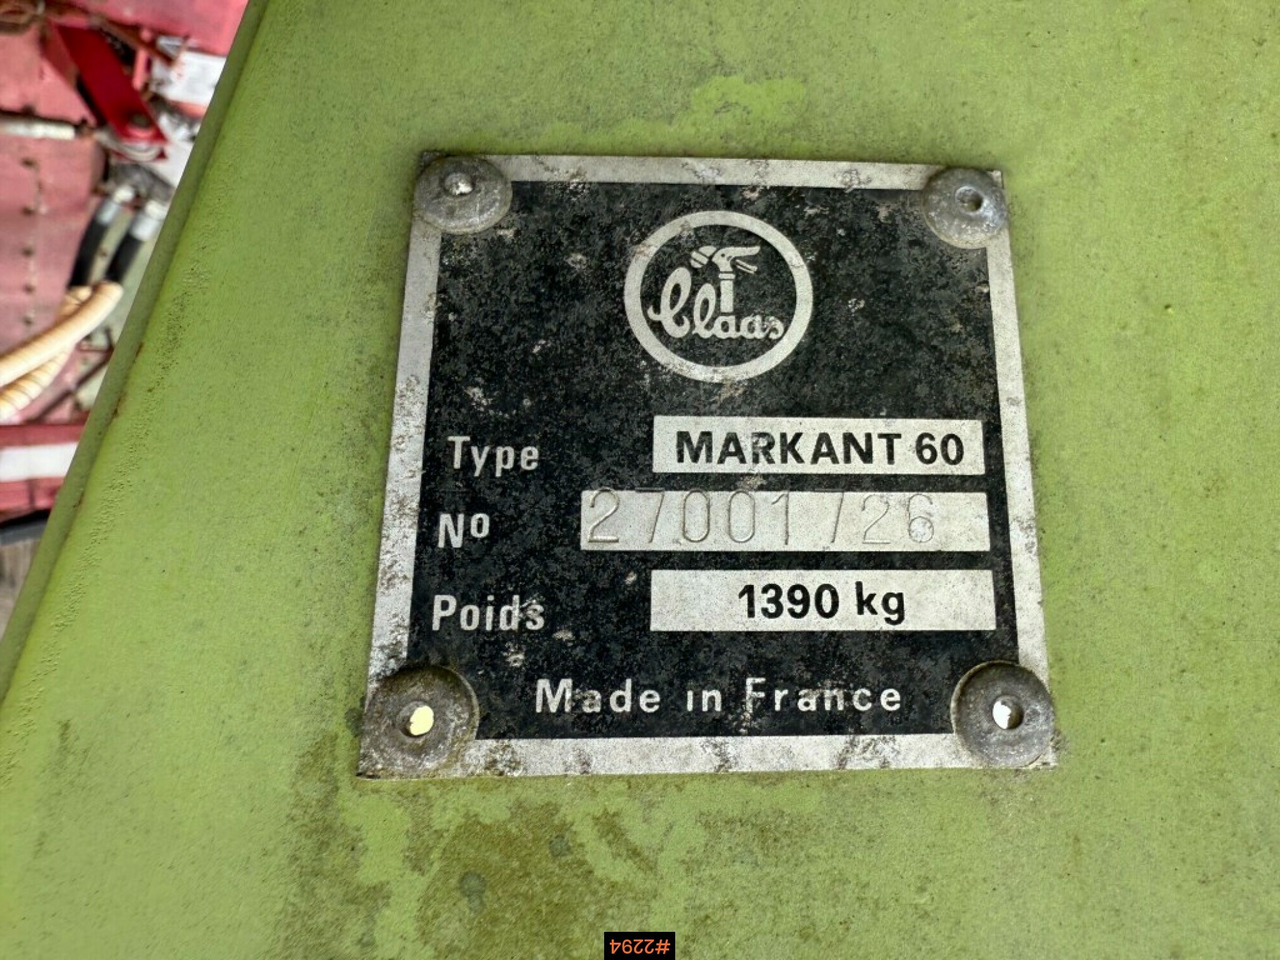 Claas
Type MARKANT 60
Nº 27001726
Poids 1390 kg
Made in France
#2294